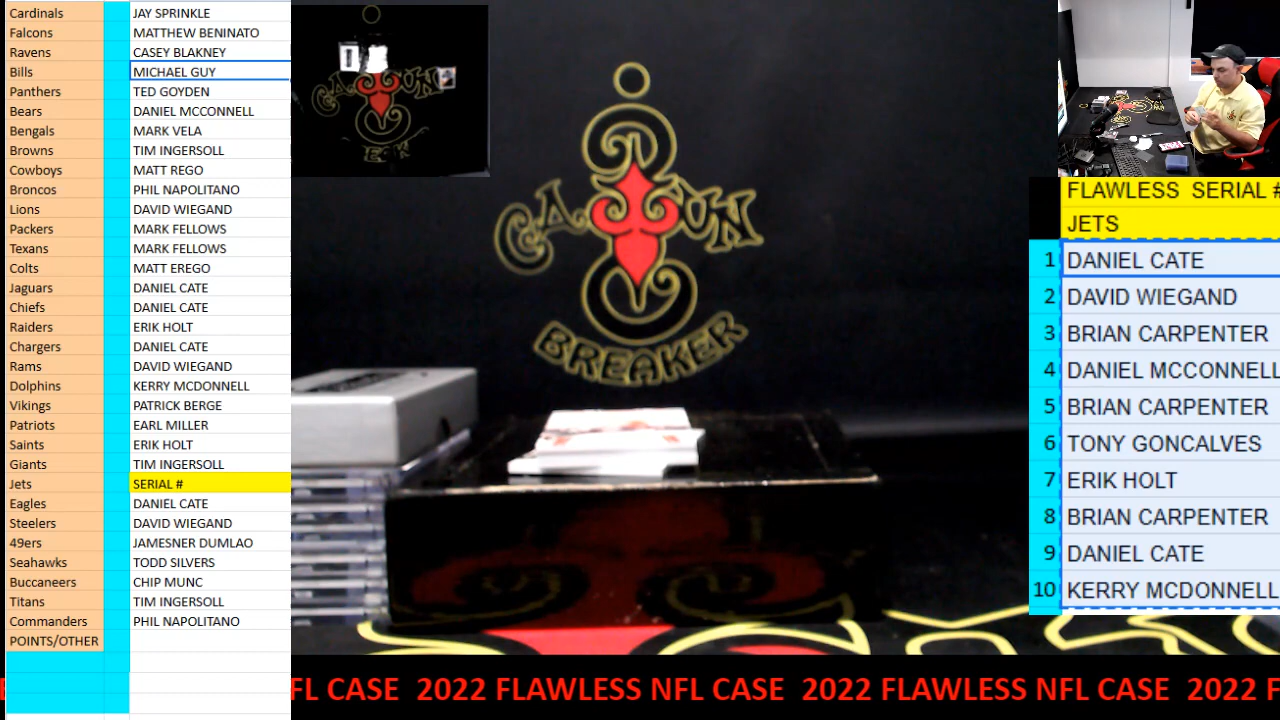 Cardinals JAY SPRINKLE
Falcons MATTHEW BENINATO
Ravens CASEY BLAKNEY
Bills MICHAEL GUY
Panthers TED GOYDEN
Bears DANIEL MCCONNELL
Bengals MARK VELA
Browns TIM INGERSOLL
Cowboys MATT REGO
Broncos PHIL NAPOLITANO
Lions DAVID WIEGAND
Packers MARK FELLOWS
Texans MARK FELLOWS
Colts MATT EREGO
Jaguars DANIEL CATE
Chiefs DANIEL CATE
Raiders ERIK HOLT
Chargers DANIEL CATE
Rams DAVID WIEGAND
Dolphins KERRY MCDONNELL
Vikings PATRICK BERGE
Patriots EARL MILLER
Saints ERIK HOLT
Giants TIM INGERSOLL
Jets SERIAL #
Eagles DANIEL CATE
Steelers DAVID WIEGAND
49ers JAMESNER DUMLAO
Seahawks TODD SILVERS
Buccaneers CHIP MUNC
Titans TIM INGERSOLL
Commanders PHIL NAPOLITANO
POINTS/OTHER
CAJUN
BREAKER
FLAWLESS SERIAL #
JETS
1 DANIEL CATE
2 DAVID WIEGAND
3 BRIAN CARPENTER
4 DANIEL MCCONNELL
5 BRIAN CARPENTER
6 TONY GONCALVES
7 ERIK HOLT
8 BRIAN CARPENTER
9 DANIEL CATE
10 KERRY MCDONNELL
FL CASE 2022 FLAWLESS NFL CASE 2022 FLAWLESS NFL CASE 2022 F